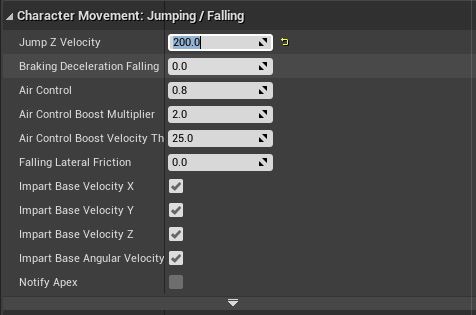 Character Movement: Jumping / Falling
Jump Z Velocity 200.0
Braking Deceleration Falling 0.0
Air Control 0.8
Air Control Boost Multiplier 2.0
Air Control Boost Velocity Th 25.0
Falling Lateral Friction 0.0
Impart Base Velocity X
Impart Base Velocity Y
Impart Base Velocity Z
Impart Base Angular Velocity
Notify Apex